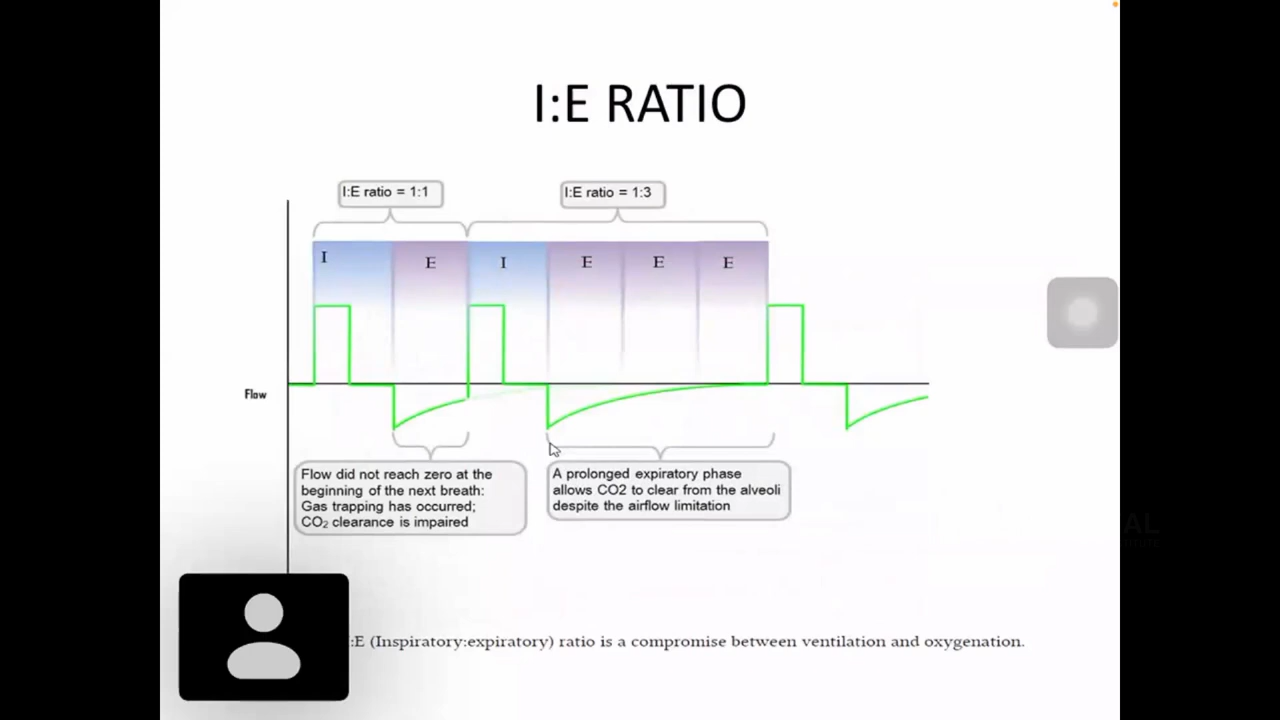 I:E RATIO
I:E ratio = 1:1
I:E ratio = 1:3
I
E
I
E
E
E
Flow
Flow did not reach zero at the
beginning of the next breath:
Gas trapping has occurred;
CO₂ clearance is impaired
A prolonged expiratory phase
allows CO2 to clear from the alveoli
despite the airflow limitation
:E (Inspiratory:expiratory) ratio is a compromise between ventilation and oxygenation.